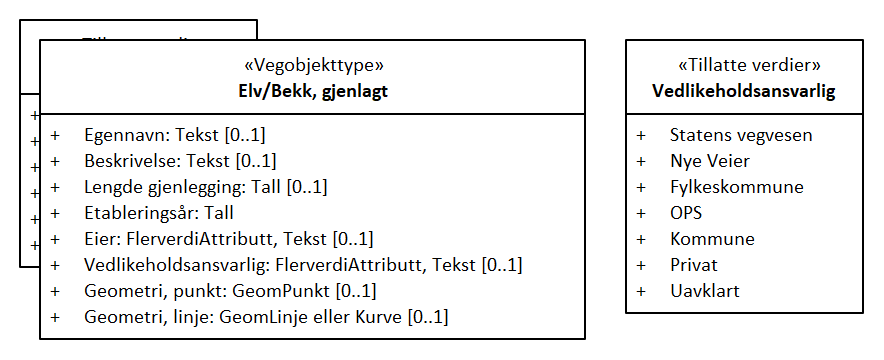 «Vegobjekttype»
Elv/Bekk, gjenlagt
+ Egennavn: Tekst [0..1]
+ Beskrivelse: Tekst [0..1]
+ Lengde gjenlegging: Tall [0..1]
+ Etableringsår: Tall
+ Eier: FlerverdiAttributt, Tekst [0..1]
+ Vedlikeholdsansvarlig: FlerverdiAttributt, Tekst [0..1]
+ Geometri, punkt: GeomPunkt [0..1]
+ Geometri, linje: GeomLinje eller Kurve [0..1]
«Tillatte verdier»
Vedlikeholdsansvarlig
+ Statens vegvesen
+ Nye Veier
+ Fylkeskommune
+ OPS
+ Kommune
+ Privat
+ Uavklart